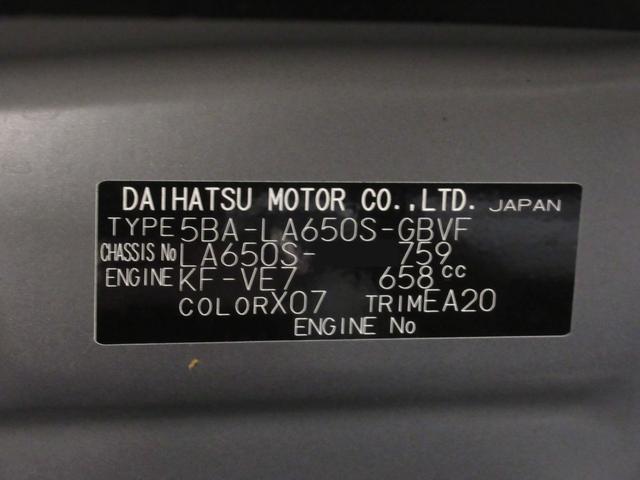 DAIHATSU MOTOR CO.,LTD. JAPAN
TYPE 5BA-LA650S-GBVF
CHASSIS No LA650S- 759
ENGINE KF-VE7 658cc
COLOR X07 TRIM EA20
ENGINE No